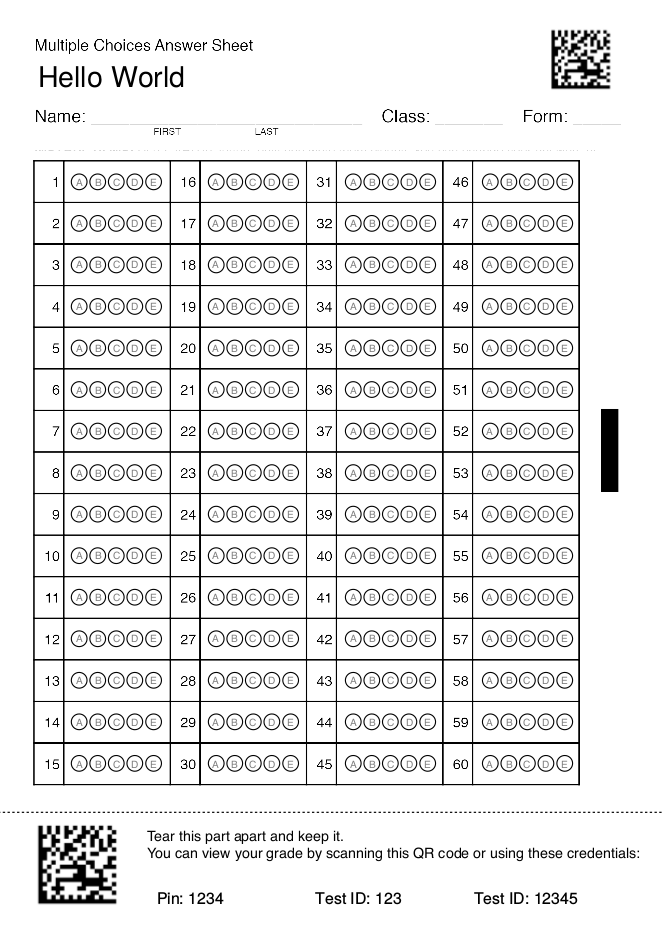 Multiple Choices Answer Sheet
Hello World
Name: Class: Form:
FIRST LAST
1 A B C D E 16 A B C D E 31 A B C D E 46 A B C D E
2 A B C D E 17 A B C D E 32 A B C D E 47 A B C D E
3 A B C D E 18 A B C D E 33 A B C D E 48 A B C D E
4 A B C D E 19 A B C D E 34 A B C D E 49 A B C D E
5 A B C D E 20 A B C D E 35 A B C D E 50 A B C D E
6 A B C D E 21 A B C D E 36 A B C D E 51 A B C D E
7 A B C D E 22 A B C D E 37 A B C D E 52 A B C D E
8 A B C D E 23 A B C D E 38 A B C D E 53 A B C D E
9 A B C D E 24 A B C D E 39 A B C D E 54 A B C D E
10 A B C D E 25 A B C D E 40 A B C D E 55 A B C D E
11 A B C D E 26 A B C D E 41 A B C D E 56 A B C D E
12 A B C D E 27 A B C D E 42 A B C D E 57 A B C D E
13 A B C D E 28 A B C D E 43 A B C D E 58 A B C D E
14 A B C D E 29 A B C D E 44 A B C D E 59 A B C D E
15 A B C D E 30 A B C D E 45 A B C D E 60 A B C D E
Tear this part apart and keep it.
You can view your grade by scanning this QR code or using these credentials:
Pin: 1234 Test ID: 123 Test ID: 12345